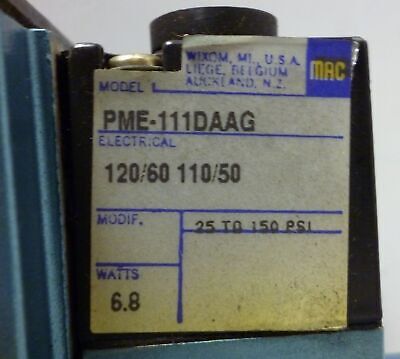 WIXOM, MI., U.S.A.
LIEGE, BELGIUM
AUCKLAND, N.Z.
MAC
MODEL
PME-111DAAG
ELECTRICAL
120/60 110/50
MODIF.
25 TO 150 PSI
WATTS
6.8